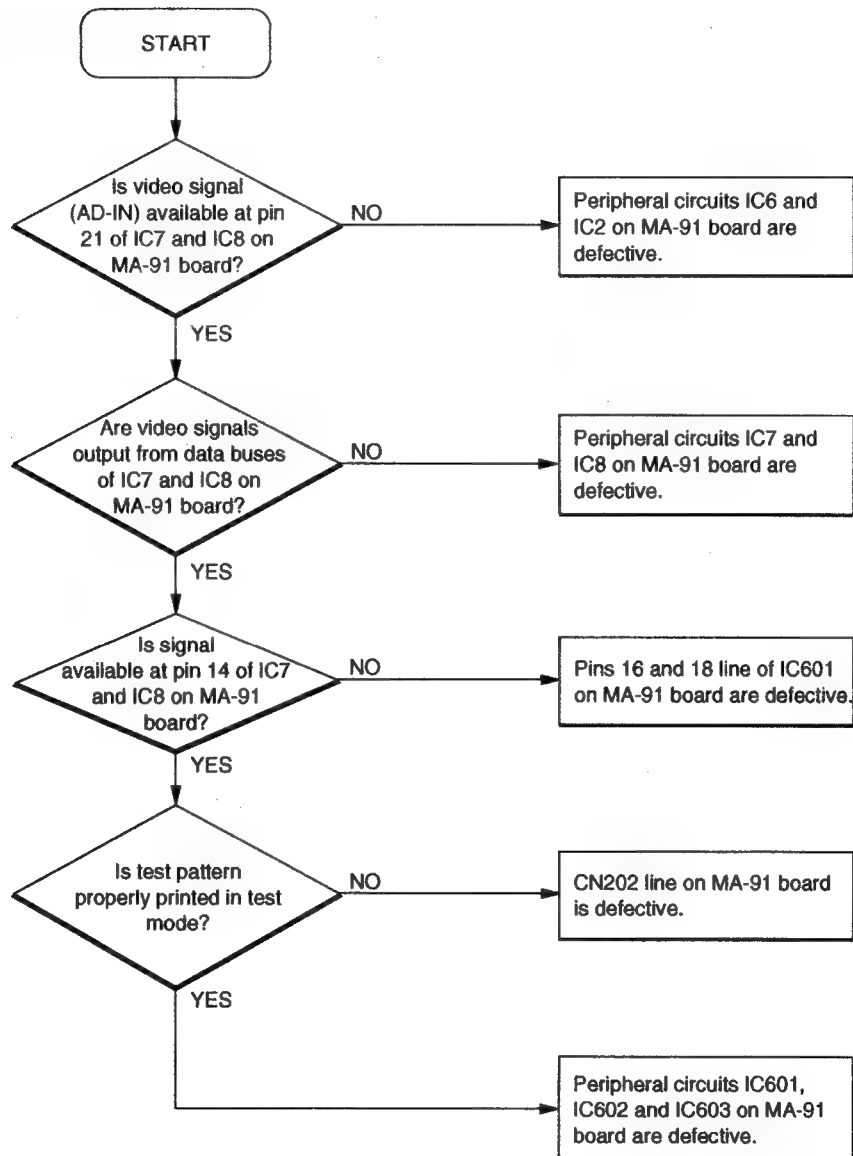 START
Is video signal
(AD-IN) available at pin
21 of IC7 and IC8 on
MA-91 board?
NO
Peripheral circuits IC6 and
IC2 on MA-91 board are
defective.
YES
Are video signals
output from data buses
of IC7 and IC8 on
MA-91 board?
NO
Peripheral circuits IC7 and
IC8 on MA-91 board are
defective.
YES
Is signal
available at pin 14 of IC7
and IC8 on MA-91
board?
NO
Pins 16 and 18 line of IC601
on MA-91 board are defective.
YES
Is test pattern
properly printed in test
mode?
NO
CN202 line on MA-91 board
is defective.
YES
Peripheral circuits IC601,
IC602 and IC603 on MA-91
board are defective.